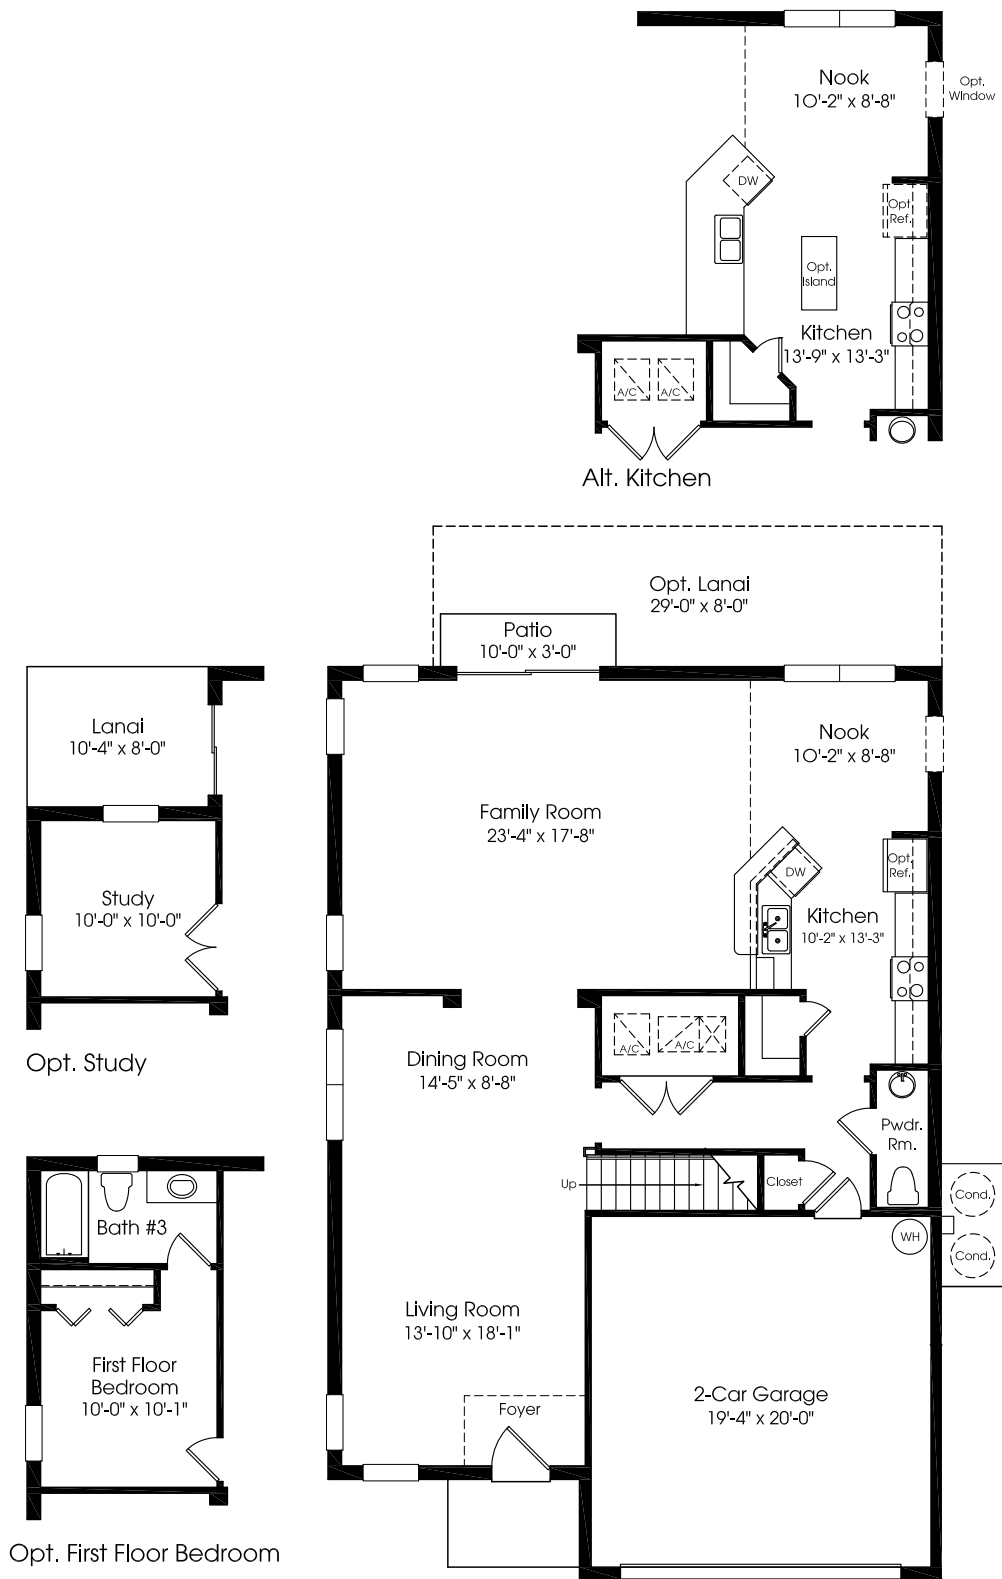 Nook
10'-2" x 8'-8"
Opt.
Window
DW
Opt.
Ref.
Opt.
Island
Kitchen
13'-9" x 13'-3"
A/C
A/C
Alt. Kitchen
Opt. Lanai
29'-0" x 8'-0"
Patio
10'-0" x 3'-0"
Lanai
10'-4" x 8'-0"
Nook
10'-2" x 8'-8"
Family Room
23'-4" x 17'-8"
DW
Opt.
Ref.
Study
10'-0" x 10'-0"
Kitchen
10'-2" x 13'-3"
Opt. Study
A/C
A/C
Dining Room
14'-5" x 8'-8"
Pwdr.
Rm.
Up
Closet
Cond.
Bath #3
WH
Cond.
Living Room
13'-10" x 18'-1"
First Floor
Bedroom
10'-0" x 10'-1"
Foyer
2-Car Garage
19'-4" x 20'-0"
Opt. First Floor Bedroom